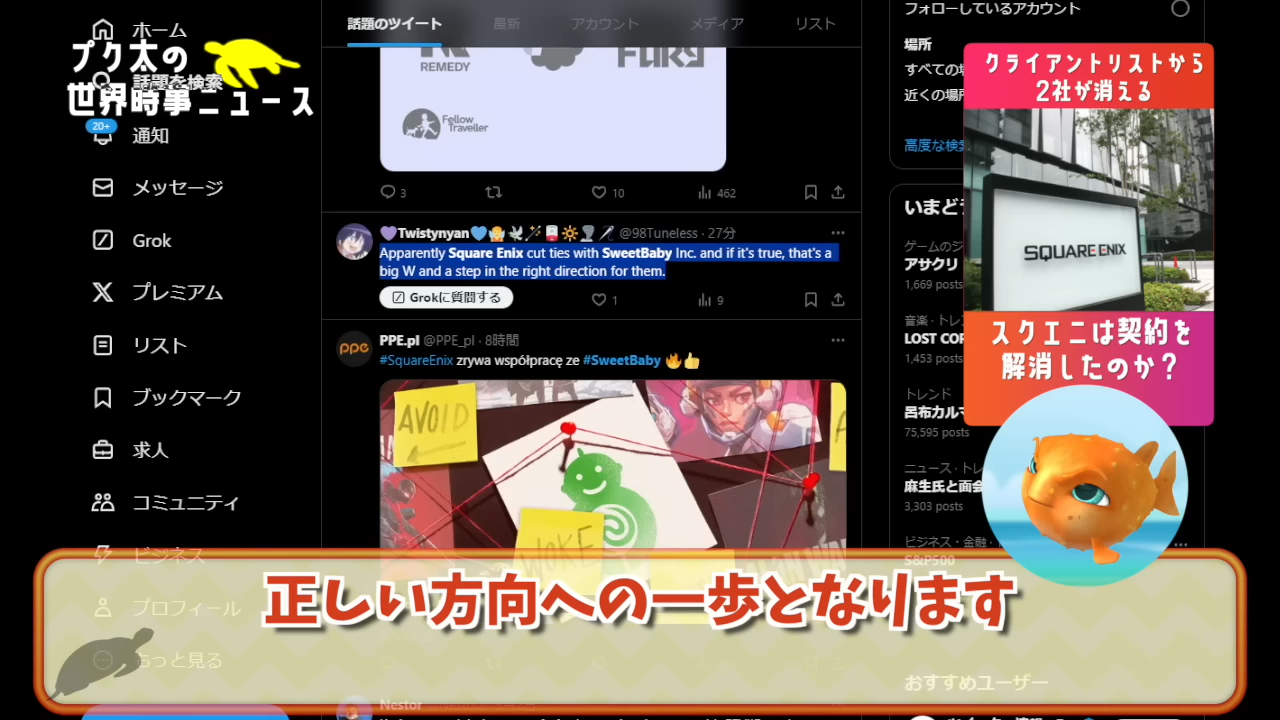 ホーム
プク太の
世界時事ニュース
話題を検索
20+
通知
メッセージ
Grok
プレミアム
リスト
ブックマーク
求人
コミュニティ
ビジネス
プロフィール
もっと見る
話題のツイート
最新
アカウント
メディア
リスト
REMEDY
FURY
Fellow
Traveller
3
10
462
Twistynyan
@98Tuneless · 27分
Apparently Square Enix cut ties with SweetBaby Inc. and if it's true, that's a
big W and a step in the right direction for them.
Grokに質問する
1
9
PPE.pl @PPE_pl · 8時間
ppe
#SquareEnix zrywa współpracę ze #SweetBaby 🔥👍
AVOID
WOKE
Nestor
フォローしているアカウント
場所
すべての場
近くの場所
高度な検索
いまどう
ゲームのジ
アサクリ
1,669 posts
音楽 · トレン
LOST COR
1,453 posts
トレンド
呂布カルマ
75,595 posts
ニュース · トレ
麻生氏と面会
3,303 posts
ビジネス・金融 ·
S&P500
おすすめユーザー
クライアントリストから
2社が消える
SQUARE ENIX
スクエニは契約を
解消したのか？
正しい方向への一歩となります